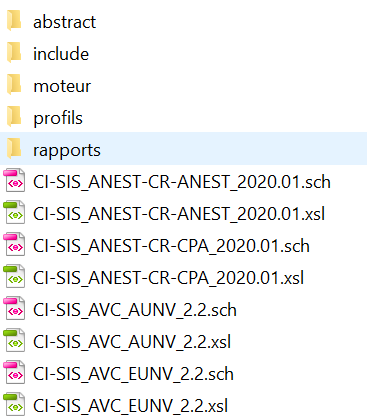 abstract
include
moteur
profils
rapports
CI-SIS_ANEST-CR-ANEST_2020.01.sch
CI-SIS_ANEST-CR-ANEST_2020.01.xsl
CI-SIS_ANEST-CR-CPA_2020.01.sch
CI-SIS_ANEST-CR-CPA_2020.01.xsl
CI-SIS_AVC_AUNV_2.2.sch
CI-SIS_AVC_AUNV_2.2.xsl
CI-SIS_AVC_EUNV_2.2.sch
CI-SIS_AVC_EUNV_2.2.xsl